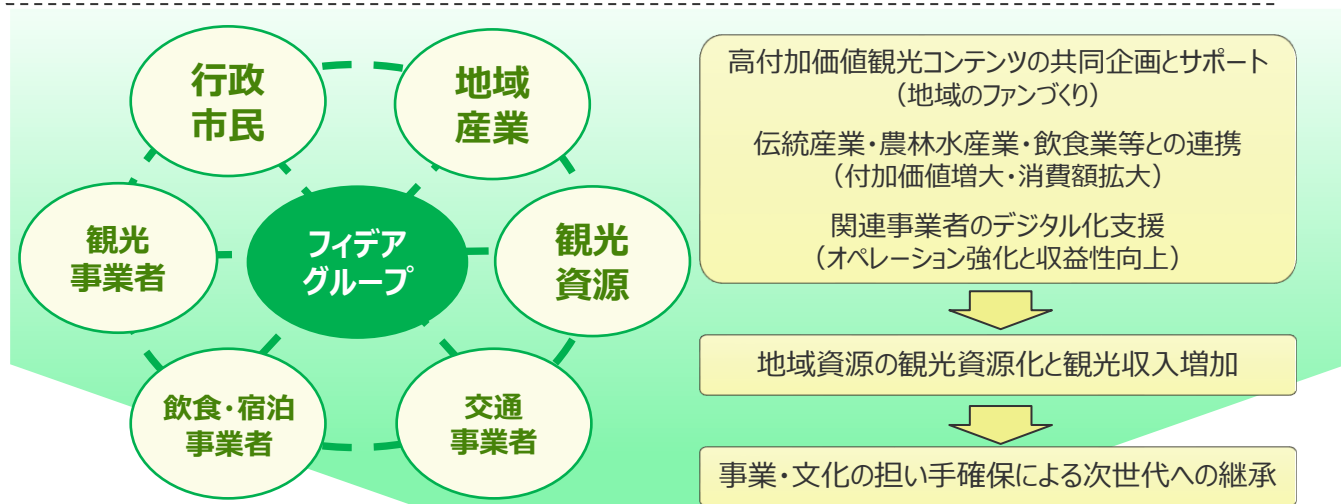 行政
市民
地域
産業
観光
事業者
フィデア
グループ
観光
資源
飲食・宿泊
事業者
交通
事業者
高付加価値観光コンテンツの共同企画とサポート
（地域のファンづくり）
伝統産業・農林水産業・飲食業等との連携
（付加価値増大・消費額拡大）
関連事業者のデジタル化支援
（オペレーション強化と収益性向上）
地域資源の観光資源化と観光収入増加
事業・文化の担い手確保による次世代への継承